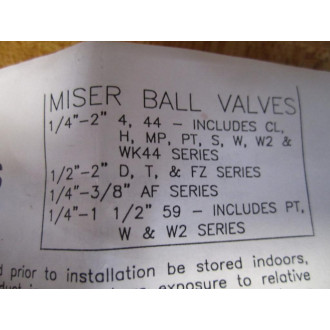 MISER BALL VALVES
1/4"-2" 4, 44 - INCLUDES CL,
H, MP, PT, S, W, W2 &
WK44 SERIES
1/2"-2" D, T, & FZ SERIES
1/4"-3/8" AF SERIES
1/4"-1 1/2" 59 - INCLUDES PT,
W & W2 SERIES
prior to installation be stored indoors,
exposure to relative